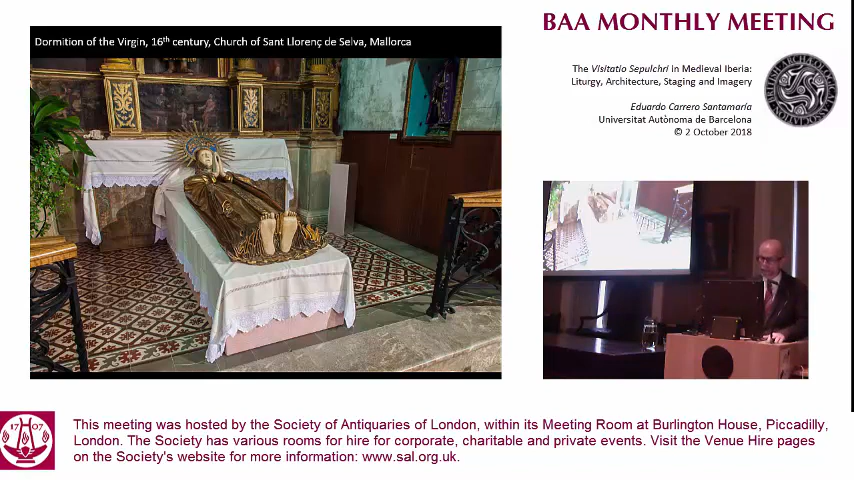 BAA MONTHLY MEETING
Dormition of the Virgin, 16th century, Church of Sant Llorenç de Selva, Mallorca
The Visitatio Sepulchri in Medieval Iberia:
Liturgy, Architecture, Staging and Imagery
Eduardo Carrero Santamaría
Universitat Autònoma de Barcelona
© 2 October 2018
BRITISH ARCHAEOLOGICAL ASSOCIATION
17 07
This meeting was hosted by the Society of Antiquaries of London, within its Meeting Room at Burlington House, Piccadilly,
London. The Society has various rooms for hire for corporate, charitable and private events. Visit the Venue Hire pages
on the Society's website for more information: www.sal.org.uk.